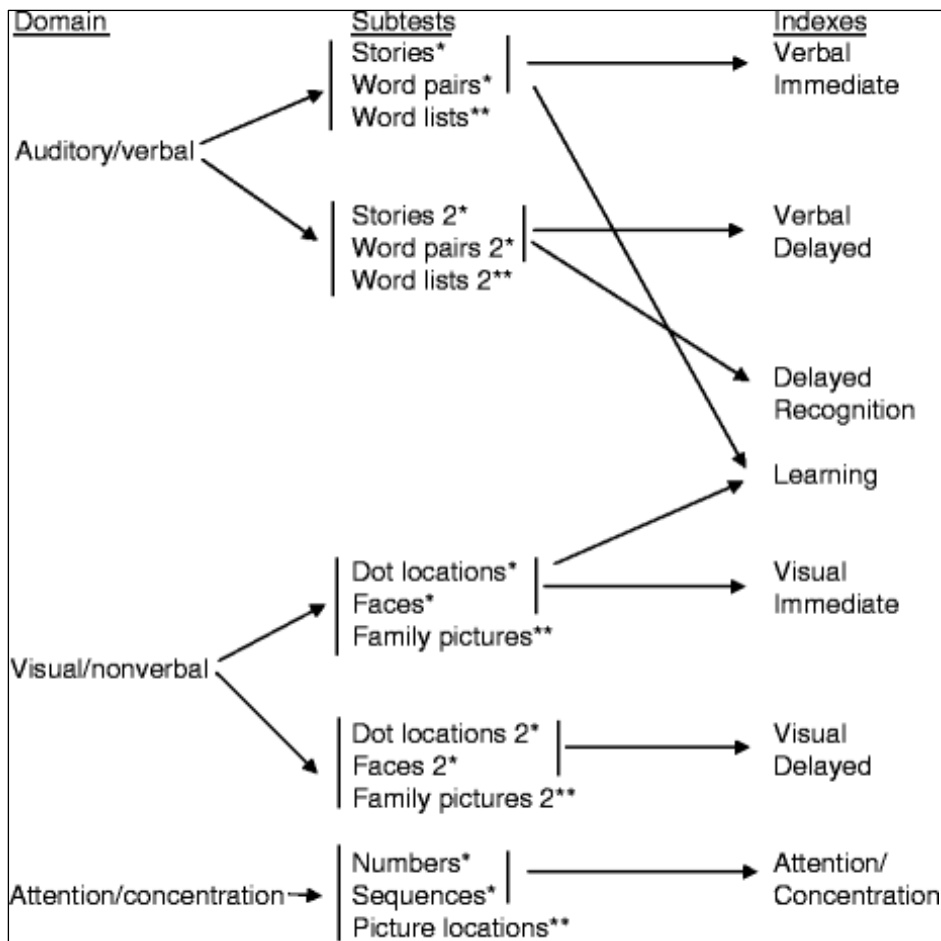 Domain Subtests Indexes
Stories* Verbal
Word pairs* Immediate
Word lists**
Auditory/verbal
Stories 2* Verbal
Word pairs 2* Delayed
Word lists 2**
Delayed
Recognition
Learning
Dot locations* Visual
Faces* Immediate
Family pictures**
Visual/nonverbal
Dot locations 2* Visual
Faces 2* Delayed
Family pictures 2**
Numbers* Attention/
Attention/concentration Sequences* Concentration
Picture locations**